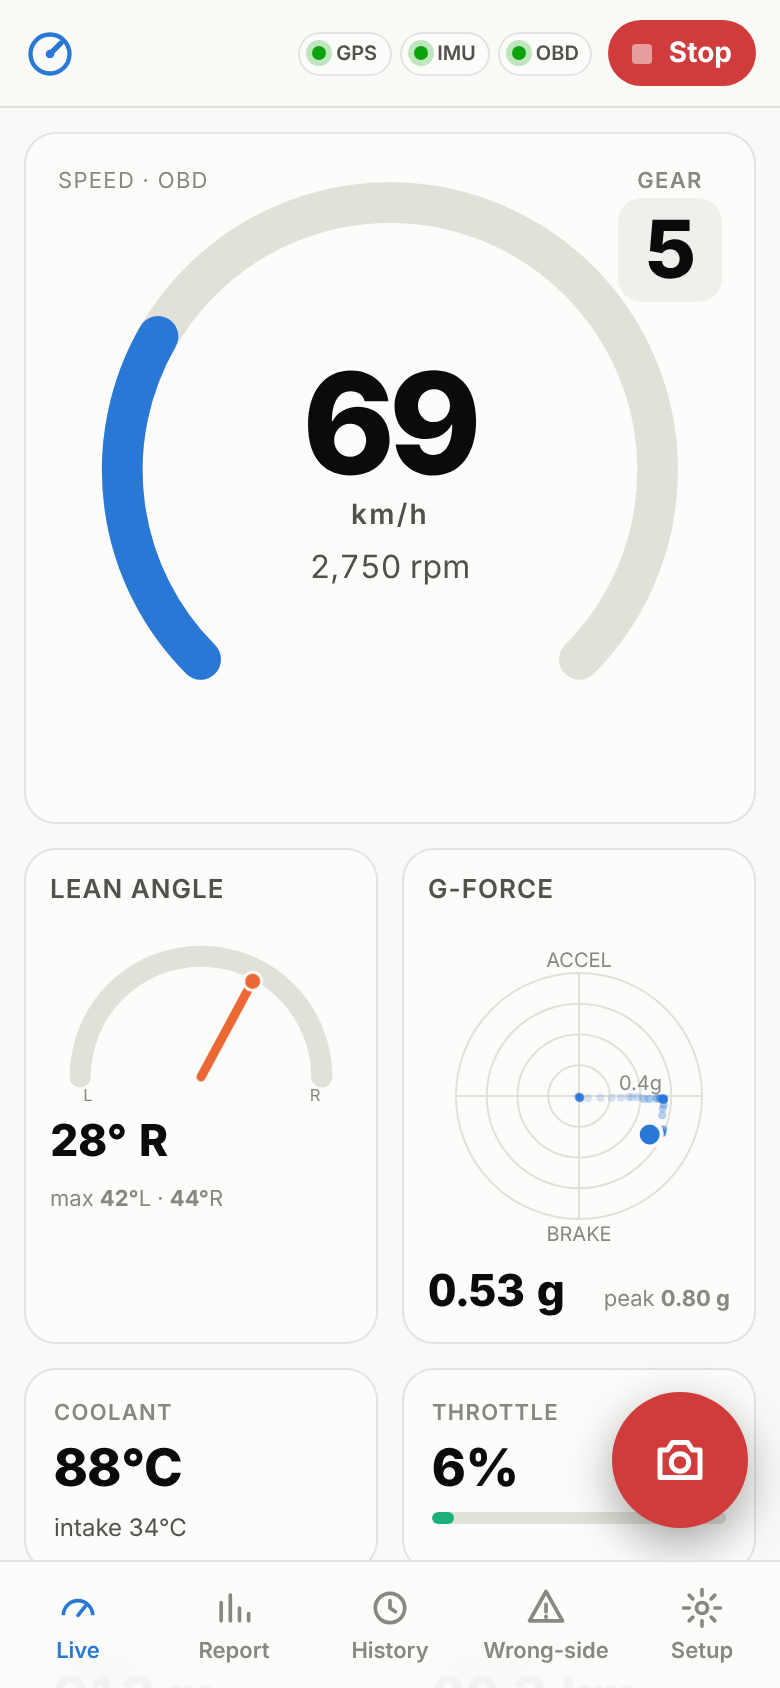 GPS IMU OBD Stop
SPEED · OBD
GEAR
5
69
km/h
2,750 rpm
LEAN ANGLE
L R
28° R
max 42°L · 44°R
G-FORCE
ACCEL
0.4g
BRAKE
0.53 g peak 0.80 g
COOLANT
88°C
intake 34°C
THROTTLE
6%
Live Report History Wrong-side Setup